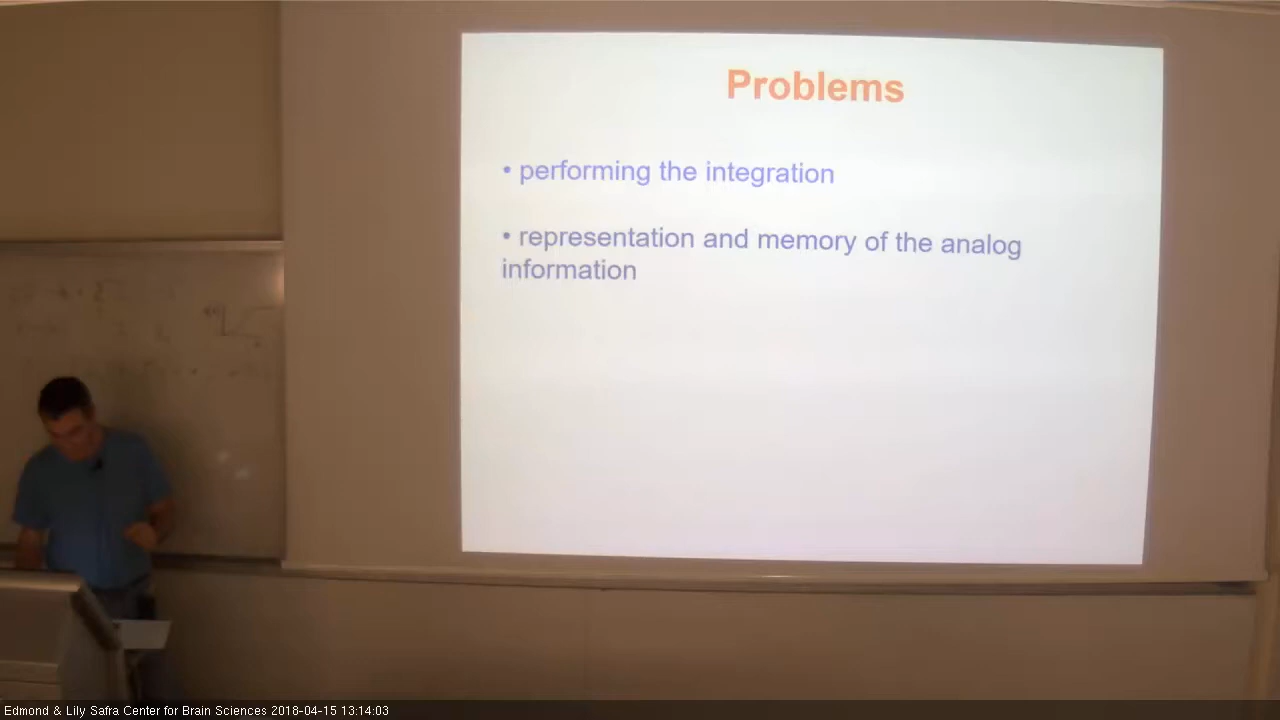 Problems
• performing the integration
• representation and memory of the analog
information
Edmond & Lily Safra Center for Brain Sciences 2018-04-15 13:14:03